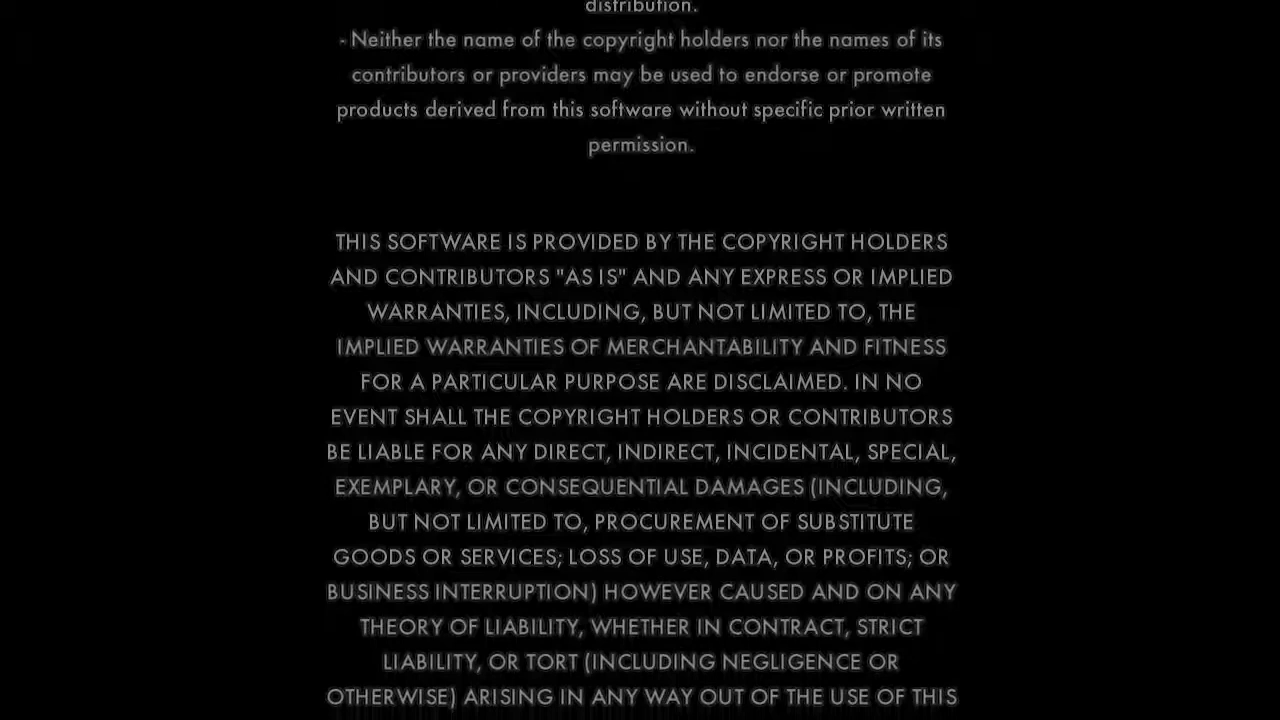 distribution.
- Neither the name of the copyright holders nor the names of its
contributors or providers may be used to endorse or promote
products derived from this software without specific prior written
permission.
THIS SOFTWARE IS PROVIDED BY THE COPYRIGHT HOLDERS
AND CONTRIBUTORS "AS IS" AND ANY EXPRESS OR IMPLIED
WARRANTIES, INCLUDING, BUT NOT LIMITED TO, THE
IMPLIED WARRANTIES OF MERCHANTABILITY AND FITNESS
FOR A PARTICULAR PURPOSE ARE DISCLAIMED. IN NO
EVENT SHALL THE COPYRIGHT HOLDERS OR CONTRIBUTORS
BE LIABLE FOR ANY DIRECT, INDIRECT, INCIDENTAL, SPECIAL,
EXEMPLARY, OR CONSEQUENTIAL DAMAGES (INCLUDING,
BUT NOT LIMITED TO, PROCUREMENT OF SUBSTITUTE
GOODS OR SERVICES; LOSS OF USE, DATA, OR PROFITS; OR
BUSINESS INTERRUPTION) HOWEVER CAUSED AND ON ANY
THEORY OF LIABILITY, WHETHER IN CONTRACT, STRICT
LIABILITY, OR TORT (INCLUDING NEGLIGENCE OR
OTHERWISE) ARISING IN ANY WAY OUT OF THE USE OF THIS